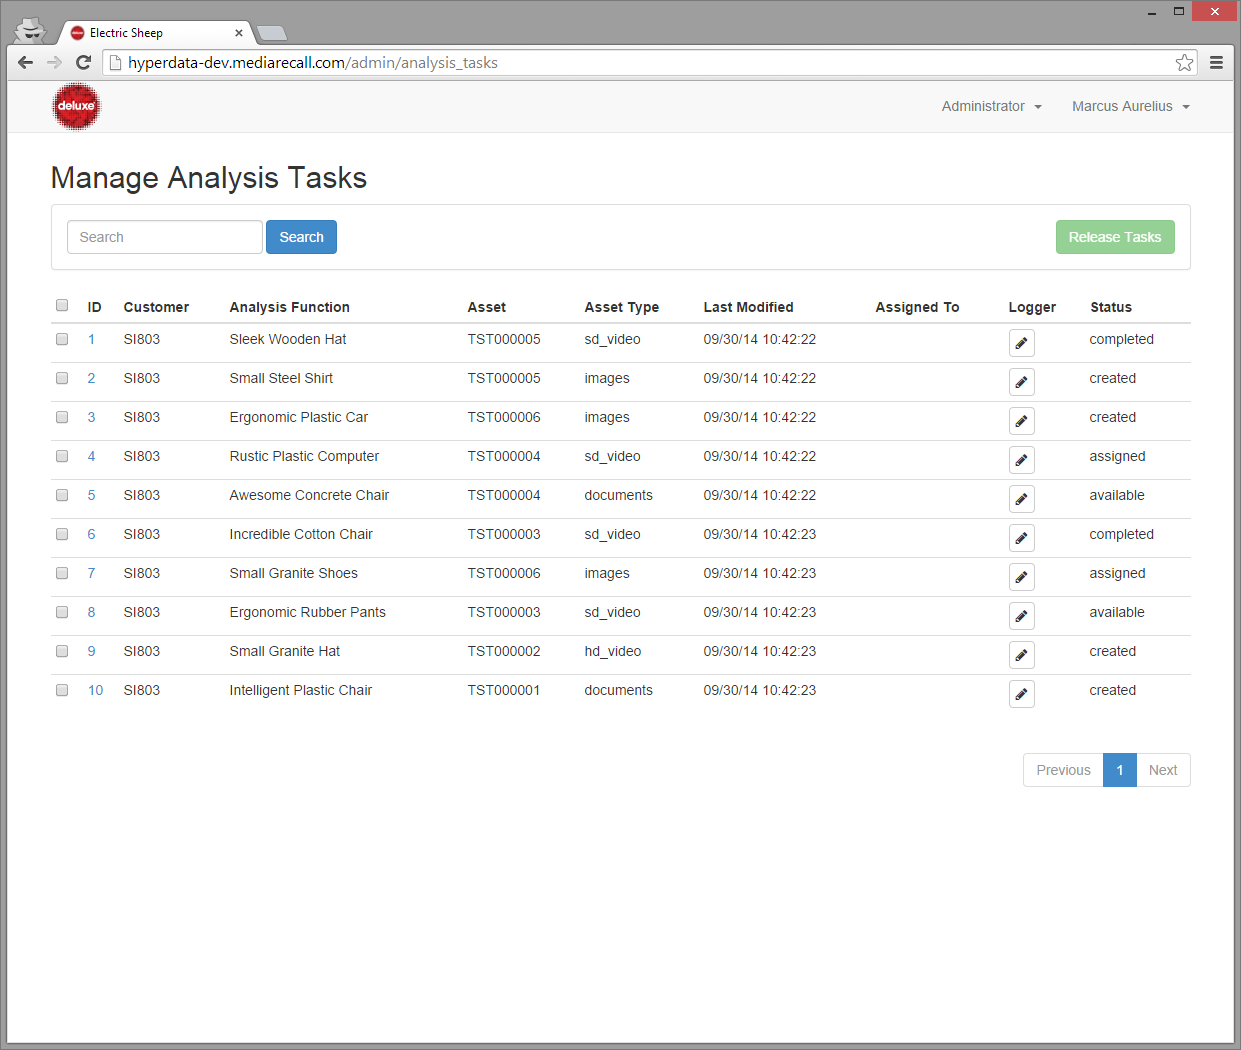 Electric Sheep
hyperdata-dev.mediarecall.com/admin/analysis_tasks
deluxe
Administrator
Marcus Aurelius
Manage Analysis Tasks
Search
Search
Release Tasks
ID Customer Analysis Function Asset Asset Type Last Modified Assigned To Logger Status
1 SI803 Sleek Wooden Hat TST000005 sd_video 09/30/14 10:42:22 completed
2 SI803 Small Steel Shirt TST000005 images 09/30/14 10:42:22 created
3 SI803 Ergonomic Plastic Car TST000006 images 09/30/14 10:42:22 created
4 SI803 Rustic Plastic Computer TST000004 sd_video 09/30/14 10:42:22 assigned
5 SI803 Awesome Concrete Chair TST000004 documents 09/30/14 10:42:22 available
6 SI803 Incredible Cotton Chair TST000003 sd_video 09/30/14 10:42:23 completed
7 SI803 Small Granite Shoes TST000006 images 09/30/14 10:42:23 assigned
8 SI803 Ergonomic Rubber Pants TST000003 sd_video 09/30/14 10:42:23 available
9 SI803 Small Granite Hat TST000002 hd_video 09/30/14 10:42:23 created
10 SI803 Intelligent Plastic Chair TST000001 documents 09/30/14 10:42:23 created
Previous 1 Next